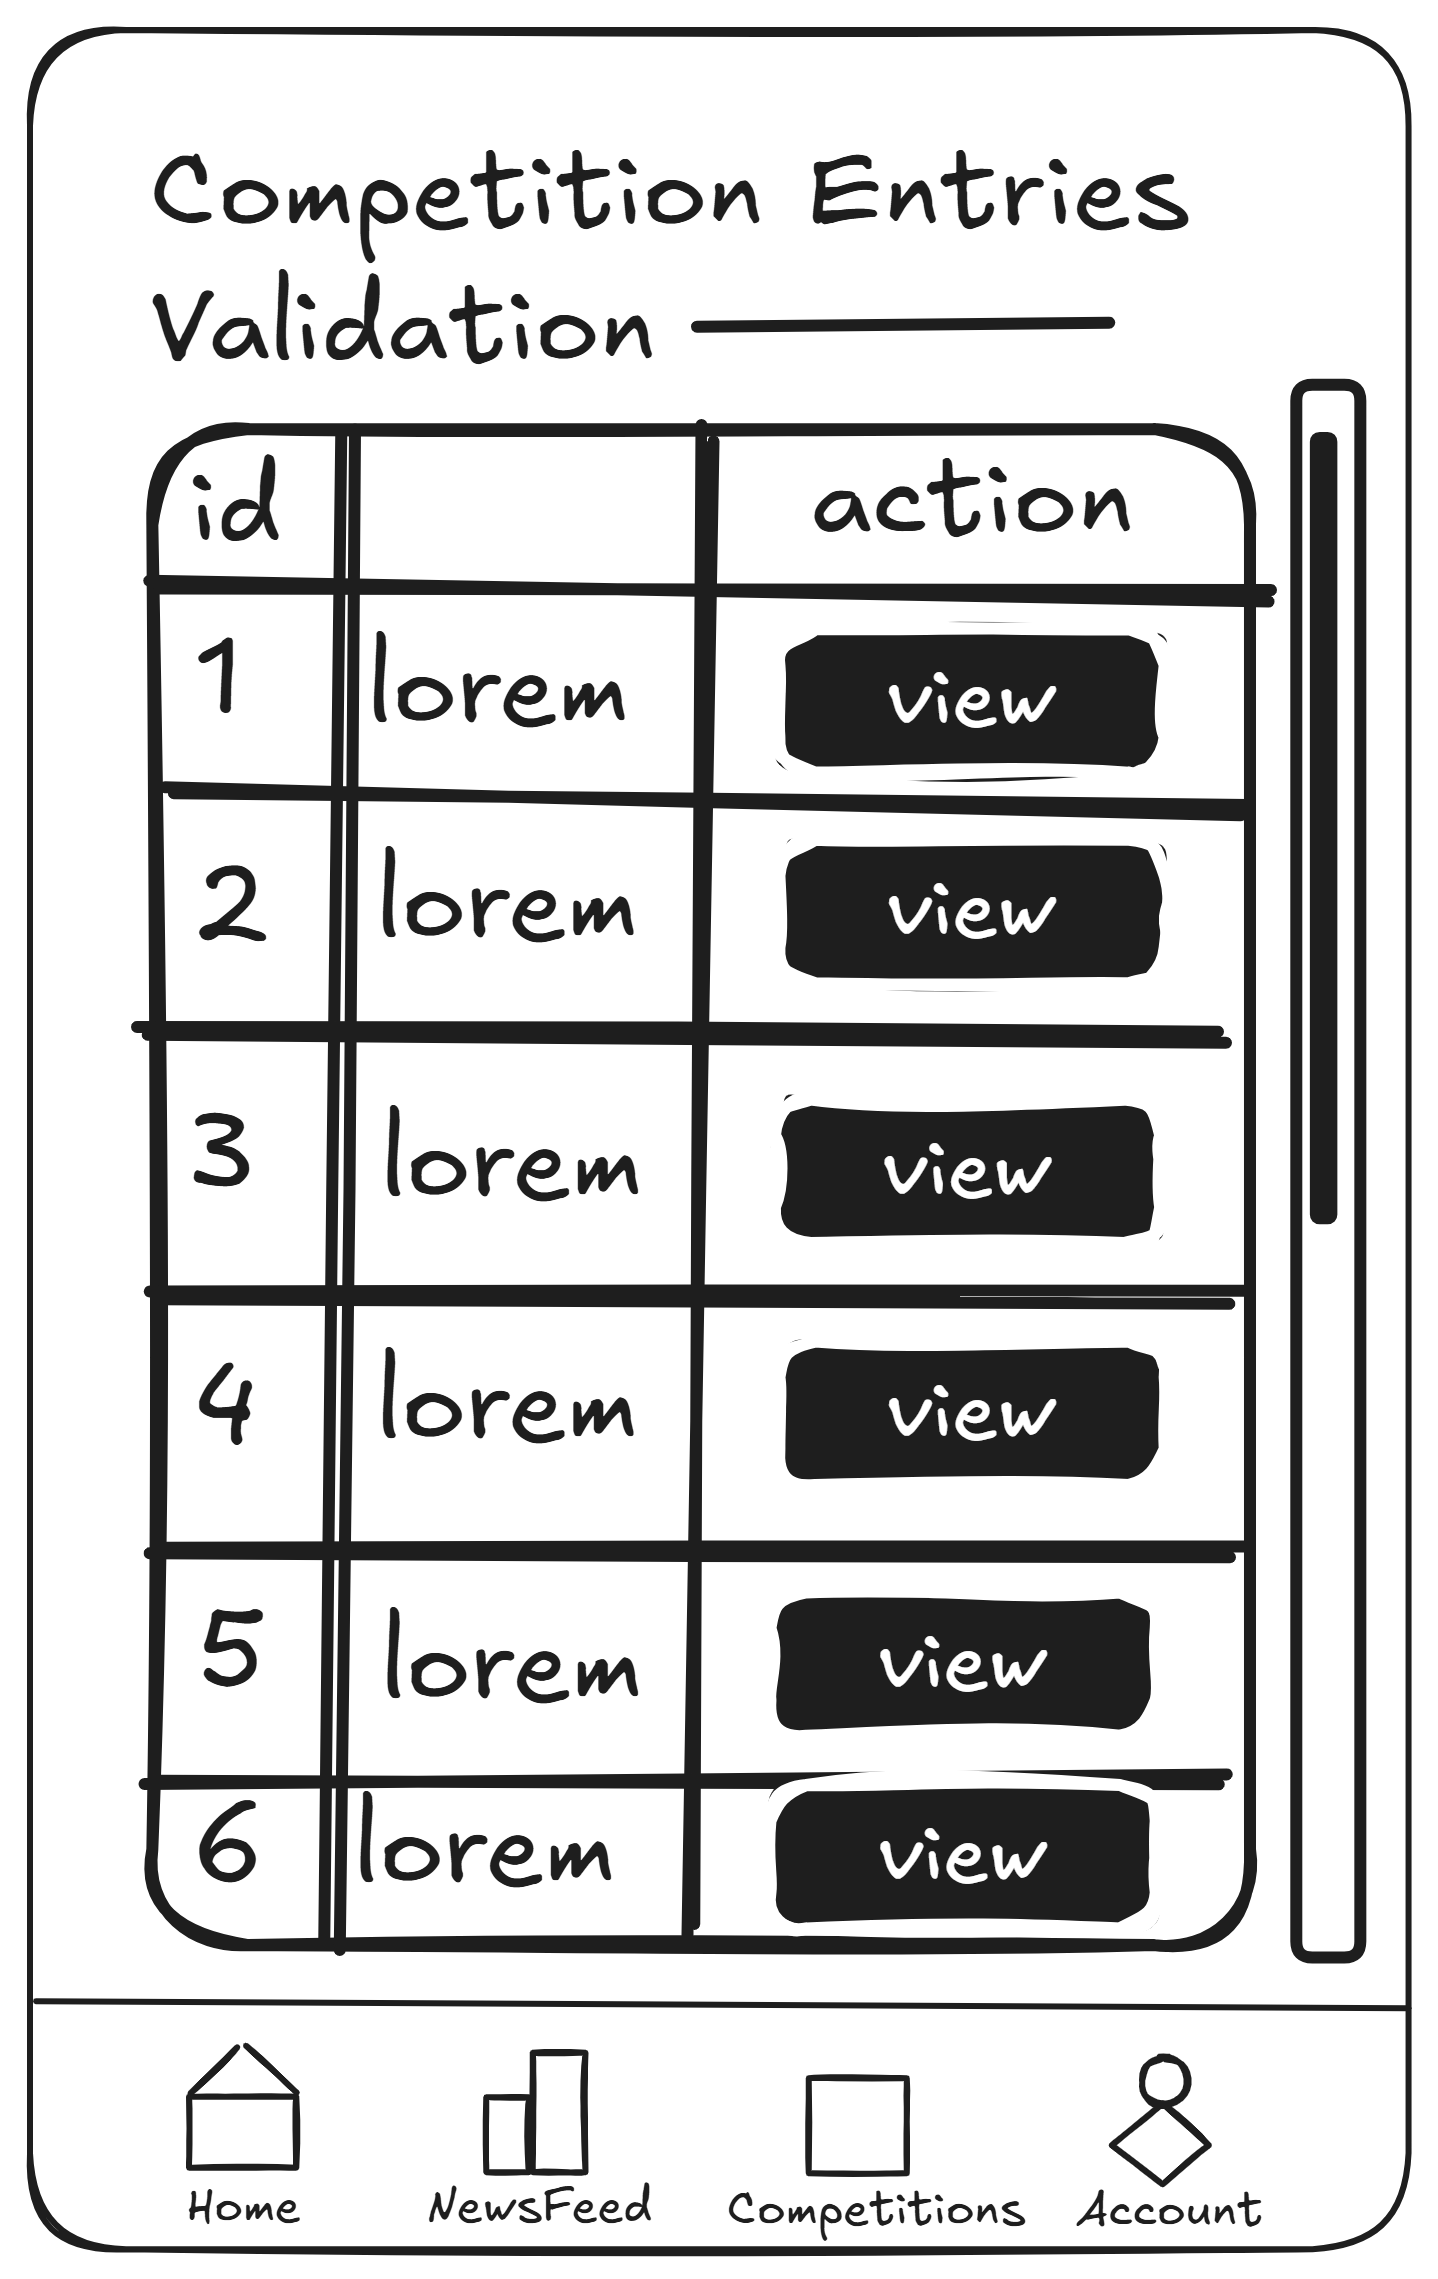 Competition Entries
Validation
id action
1 lorem view
2 lorem view
3 lorem view
4 lorem view
5 lorem view
6 lorem view
Home NewsFeed Competitions Account